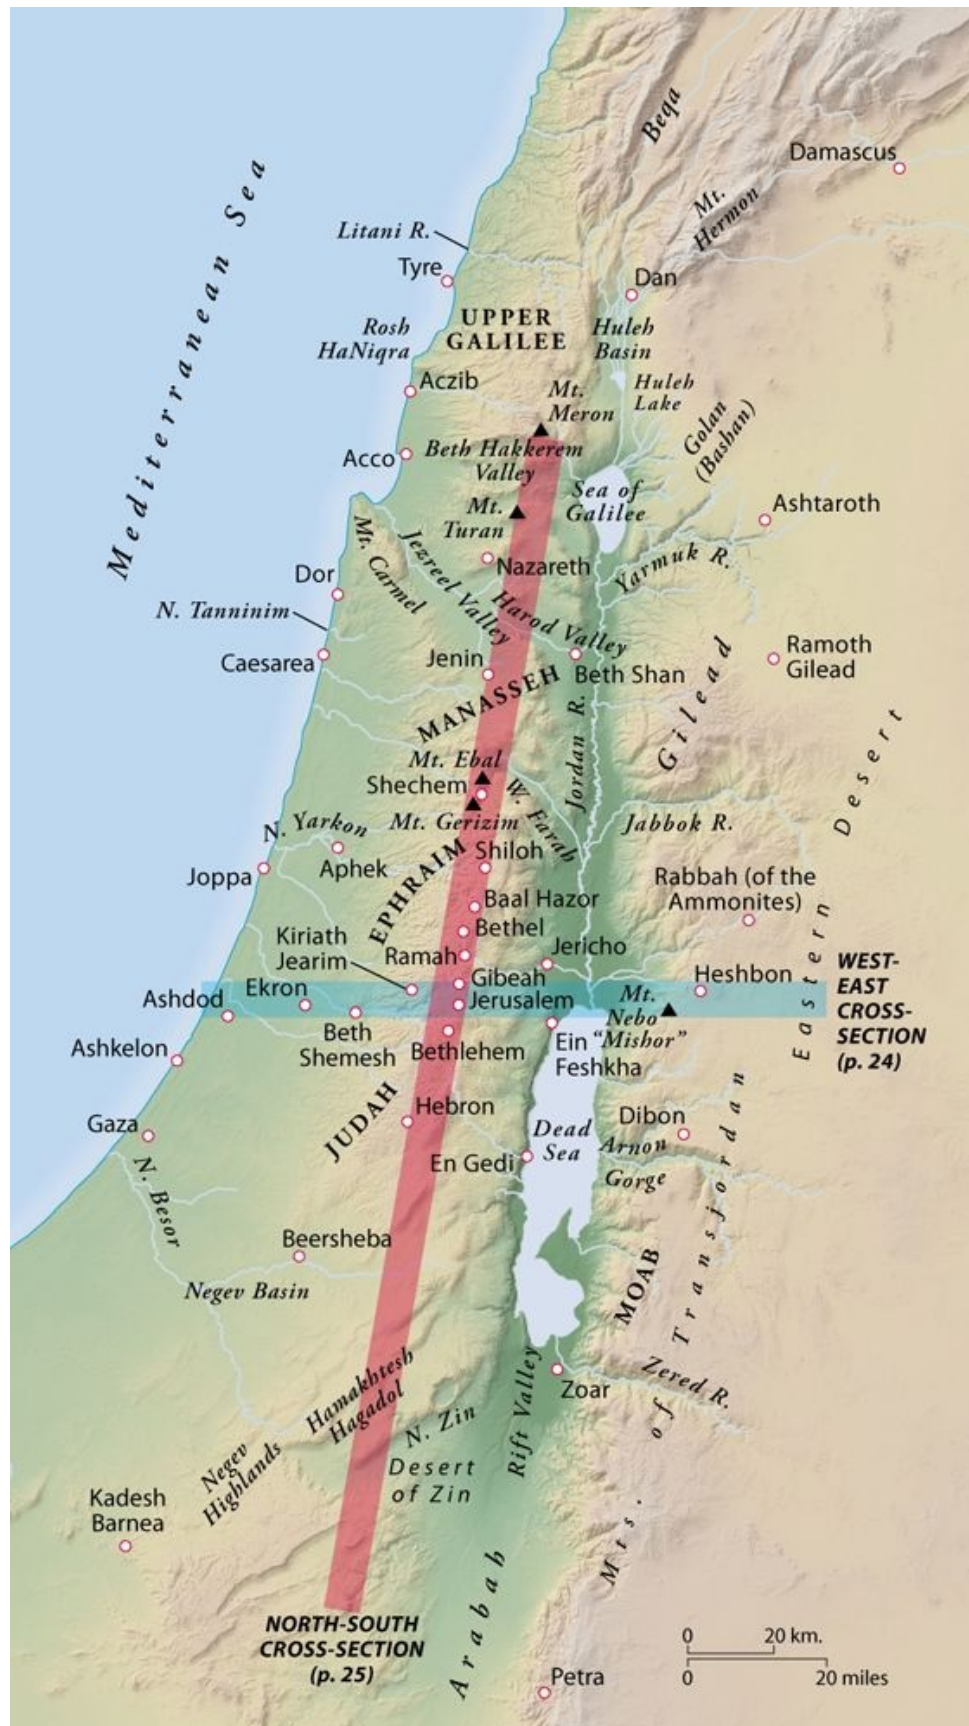 Beqa
Damascus
Mt.
Hermon
Mediterranean Sea
Litani R.
Tyre
Dan
UPPER
GALILEE
Rosh
HaNiqra
Huleh
Basin
Aczib
Mt.
Meron
Huleh
Lake
Golan
(Bashan)
Acco
Beth Hakkerem
Valley
Sea of
Galilee
Mt.
Turan
Ashtaroth
Mt. Carmel
Jezreel Valley
Nazareth
Yarmuk R.
Dor
N. Tanninim
Harod Valley
Caesarea
Jenin
Beth Shan
Ramoth
Gilead
MANASSEH
Gilead
Jordan R.
Mt. Ebal
Shechem
Mt. Gerizim
W. Farah
Jabbok R.
Eastern Desert
N. Yarkon
Aphek
Joppa
EPHRAIM
Shiloh
Rabbah (of the
Ammonites)
Baal Hazor
Bethel
Kiriath
Jearim
Ramah
Jericho
Gibeah
Heshbon
WEST-
EAST
CROSS-
SECTION
(p. 24)
Ashdod
Ekron
Jerusalem
Mt.
Nebo
Beth
Shemesh
Bethlehem
Ein
Feshkha
"Mishor"
Ashkelon
JUDAH
Hebron
Gaza
Dead
Sea
Dibon
Arnon
Gorge
En Gedi
N. Besor
Beersheba
Negev Basin
MOAB
Mts. of Transjordan
Hamakhtesh
Hagadol
Rift Valley
Zoar
Zered R.
N. Zin
Negev
Highlands
Desert
of Zin
Kadesh
Barnea
Arabah
NORTH-SOUTH
CROSS-SECTION
(p. 25)
Petra
0 20 km.
0 20 miles